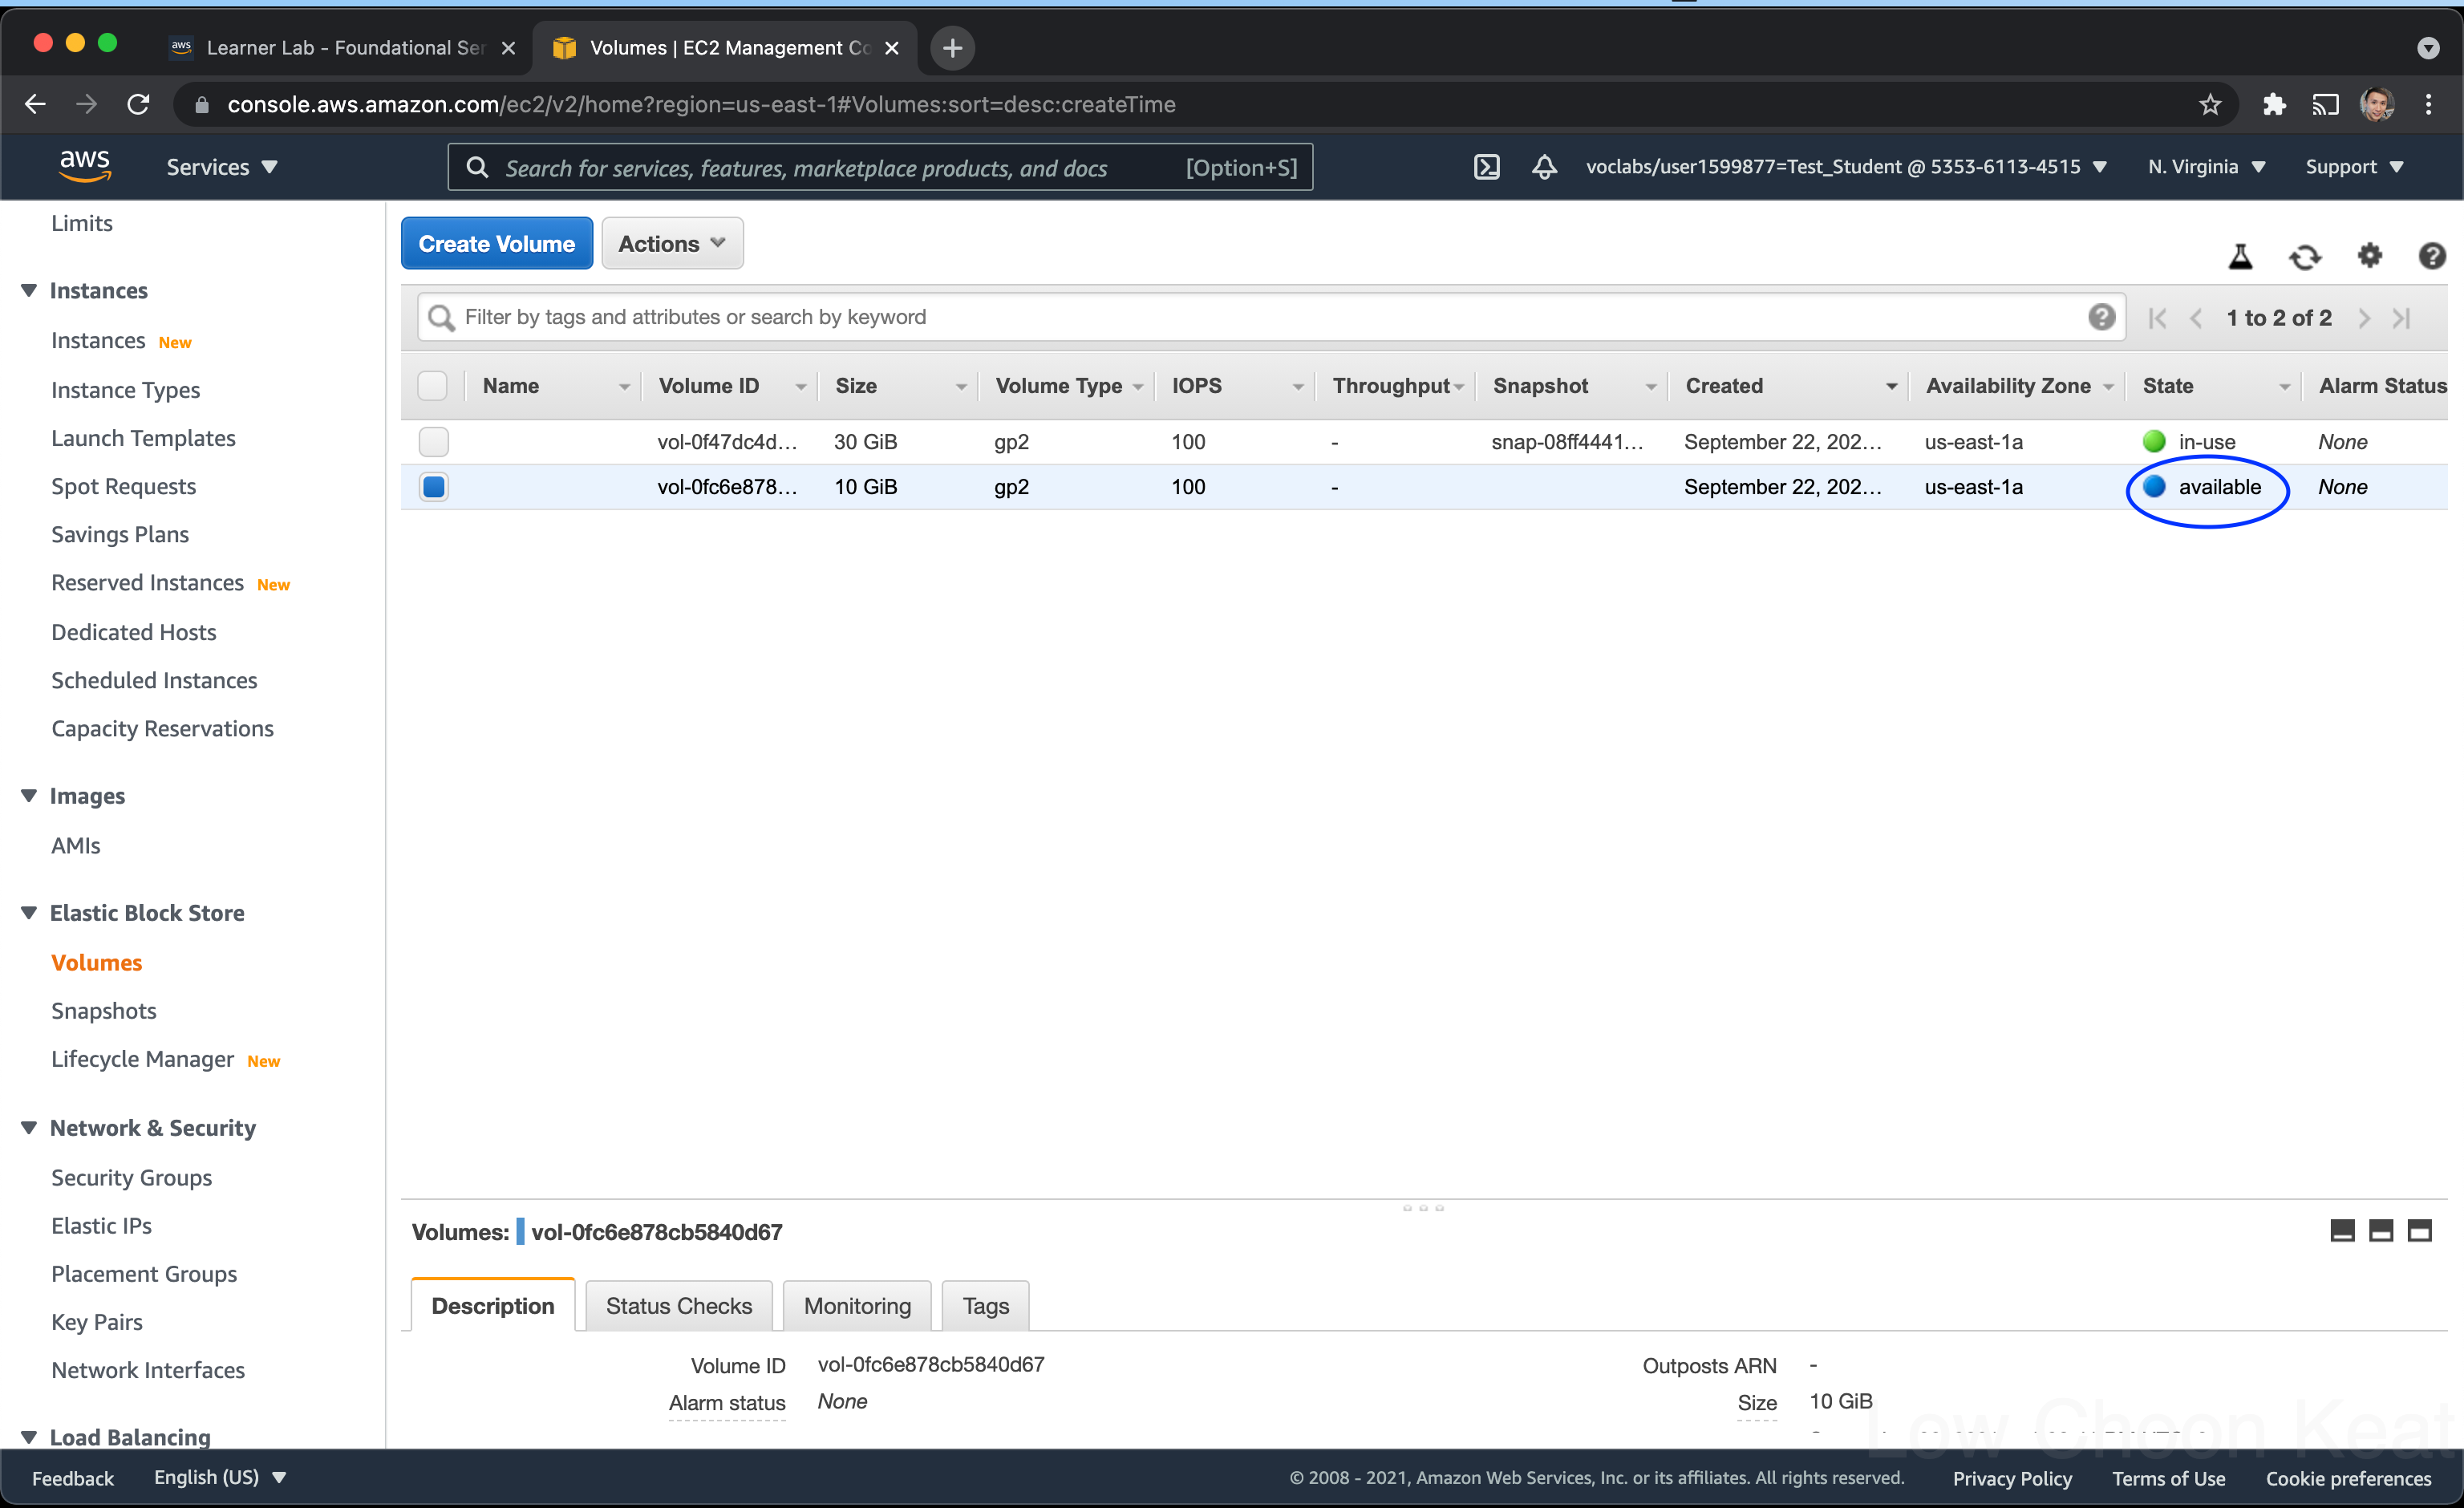 aws Learner Lab - Foundational Ser
Volumes | EC2 Management Co
console.aws.amazon.com/ec2/v2/home?region=us-east-1#Volumes:sort=desc:createTime
aws Services Search for services, features, marketplace products, and docs [Option+S] voclabs/user1599877=Test_Student @ 5353-6113-4515 N. Virginia Support
Limits
Instances
Instances New
Instance Types
Launch Templates
Spot Requests
Savings Plans
Reserved Instances New
Dedicated Hosts
Scheduled Instances
Capacity Reservations
Images
AMIs
Elastic Block Store
Volumes
Snapshots
Lifecycle Manager New
Network & Security
Security Groups
Elastic IPs
Placement Groups
Key Pairs
Network Interfaces
Load Balancing
Create Volume Actions
Filter by tags and attributes or search by keyword 1 to 2 of 2
Name Volume ID Size Volume Type IOPS Throughput Snapshot Created Availability Zone State Alarm Status
vol-0f47dc4d... 30 GiB gp2 100 - snap-08ff4441... September 22, 202... us-east-1a in-use None
vol-0fc6e878... 10 GiB gp2 100 - September 22, 202... us-east-1a available None
Volumes: vol-0fc6e878cb5840d67
Description Status Checks Monitoring Tags
Volume ID vol-0fc6e878cb5840d67 Outposts ARN -
Alarm status None Size 10 GiB
Low Choon Keat
Feedback English (US) © 2008 - 2021, Amazon Web Services, Inc. or its affiliates. All rights reserved. Privacy Policy Terms of Use Cookie preferences